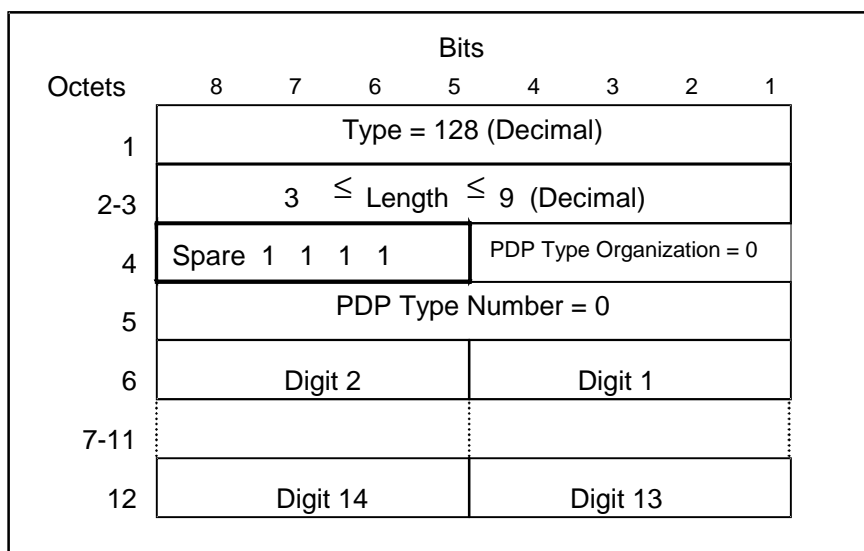 Bits
Octets 8 7 6 5 4 3 2 1
1 Type = 128 (Decimal)
2-3 3 ≤ Length ≤ 9 (Decimal)
4 Spare 1 1 1 1 PDP Type Organization = 0
5 PDP Type Number = 0
6 Digit 2 Digit 1
7-11
12 Digit 14 Digit 13